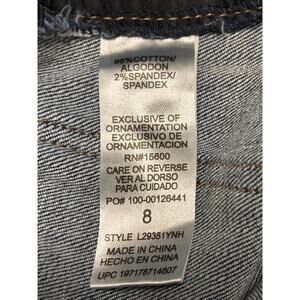 98%COTTON/
ALGODON
2%SPANDEX/
SPANDEX
EXCLUSIVE OF
ORNAMENTATION
EXCLUSIVO DE
ORNAMENTACION
RN#15600
CARE ON REVERSE
VER AL DORSO
PARA CUIDADO
PO# 100-00126441
8
STYLE L29351YNH
MADE IN CHINA
HECHO EN CHINA
UPC 197178714607